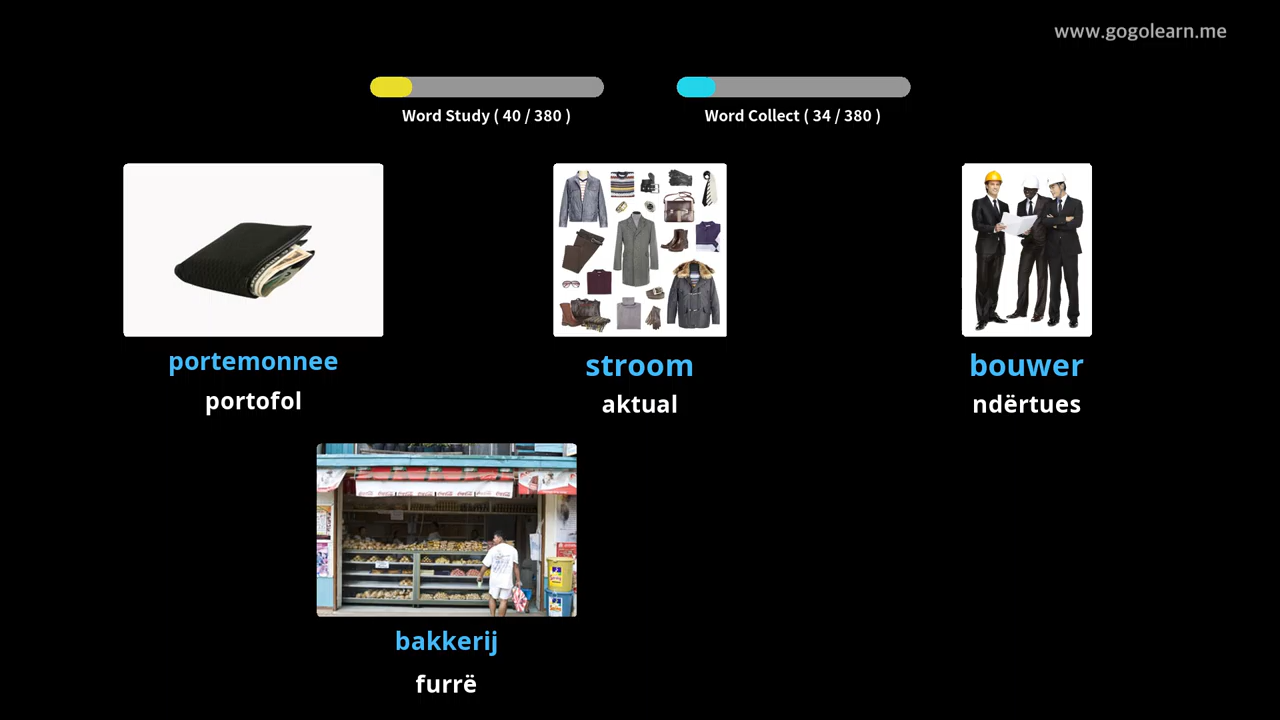 www.gogolearn.me
Word Study ( 40 / 380 )
Word Collect ( 34 / 380 )
portemonnee
portofol
stroom
aktual
bouwer
ndërtues
bakkerij
furrë